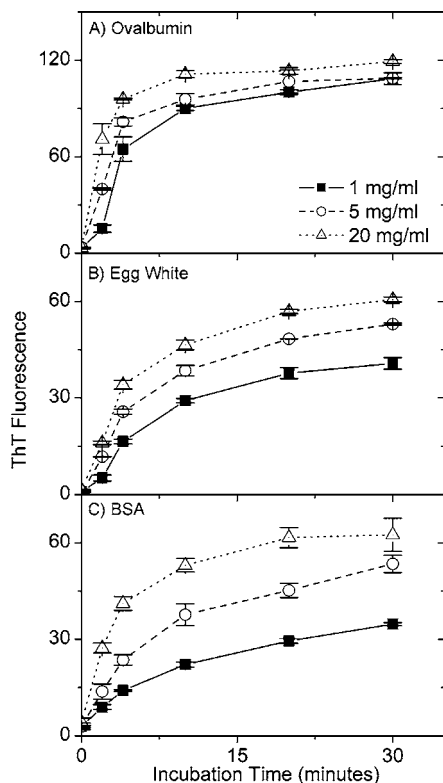 A) Ovalbumin
120
60
0
1 mg/ml
5 mg/ml
20 mg/ml
B) Egg White
60
30
0
ThT Fluorescence
C) BSA
60
30
0
0
15
30
Incubation Time (minutes)